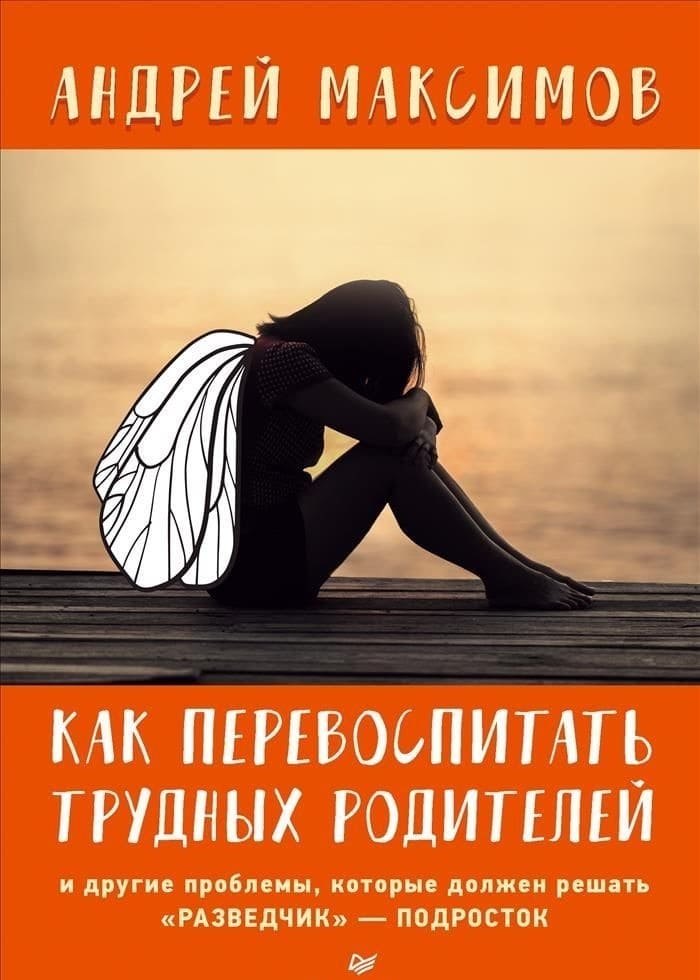 АНДРЕЙ МАКСИМОВ
КАК ПЕРЕВОСПИТАТЬ
ТРУДНЫХ РОДИТЕЛЕЙ
и другие проблемы, которые должен решать
«РАЗВЕДЧИК» — ПОДРОСТОК